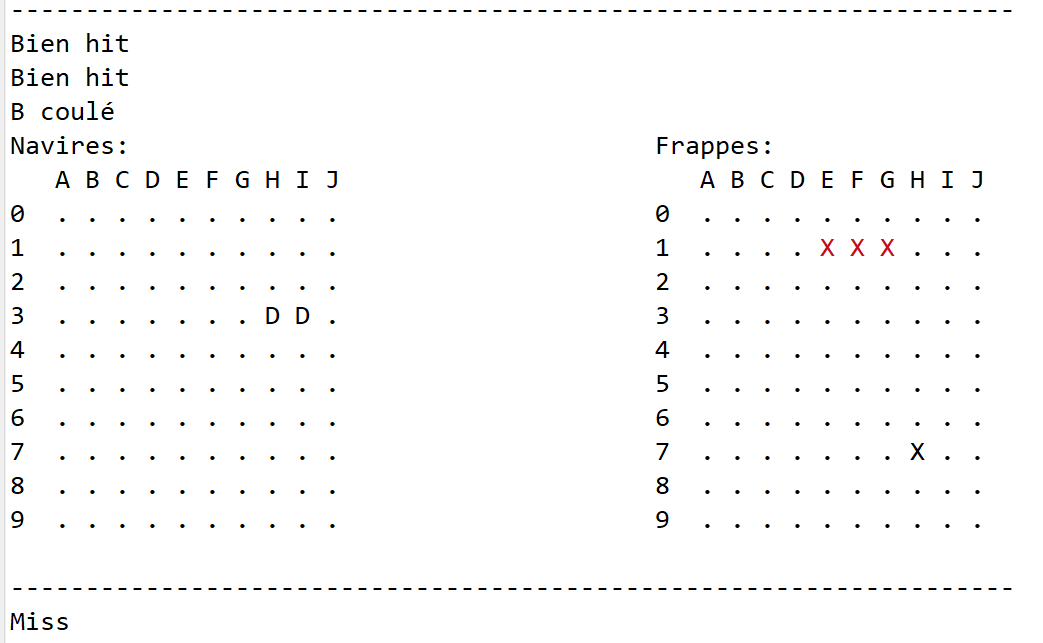 -------------------------------------------------------------------
Bien hit
Bien hit
B coulé
Navires:                                   Frappes:
   A B C D E F G H I J                        A B C D E F G H I J
0  . . . . . . . . . .                     0  . . . . . . . . . .
1  . . . . . . . . . .                     1  . . . . X X X . . .
2  . . . . . . . . . .                     2  . . . . . . . . . .
3  . . . . . . . D D .                     3  . . . . . . . . . .
4  . . . . . . . . . .                     4  . . . . . . . . . .
5  . . . . . . . . . .                     5  . . . . . . . . . .
6  . . . . . . . . . .                     6  . . . . . . . . . .
7  . . . . . . . . . .                     7  . . . . . . . X . .
8  . . . . . . . . . .                     8  . . . . . . . . . .
9  . . . . . . . . . .                     9  . . . . . . . . . .
-------------------------------------------------------------------
Miss